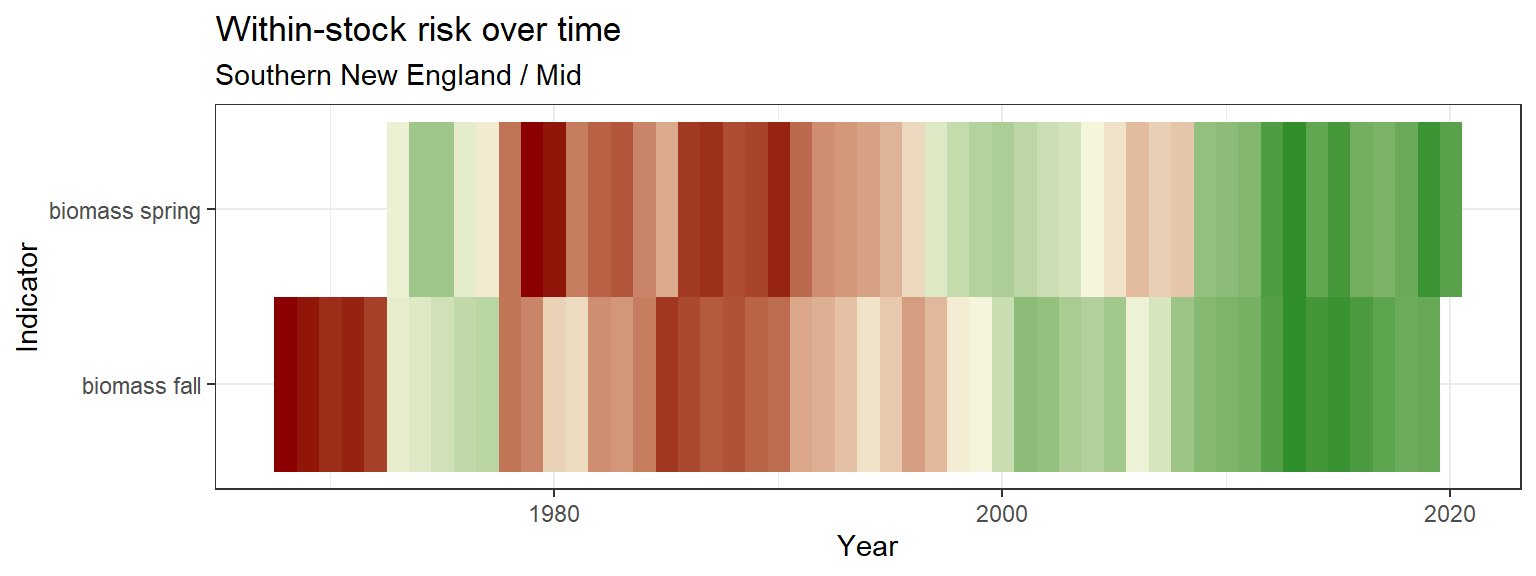 Within-stock risk over time
Southern New England / Mid
Indicator
biomass spring
biomass fall
1980
2000
2020
Year